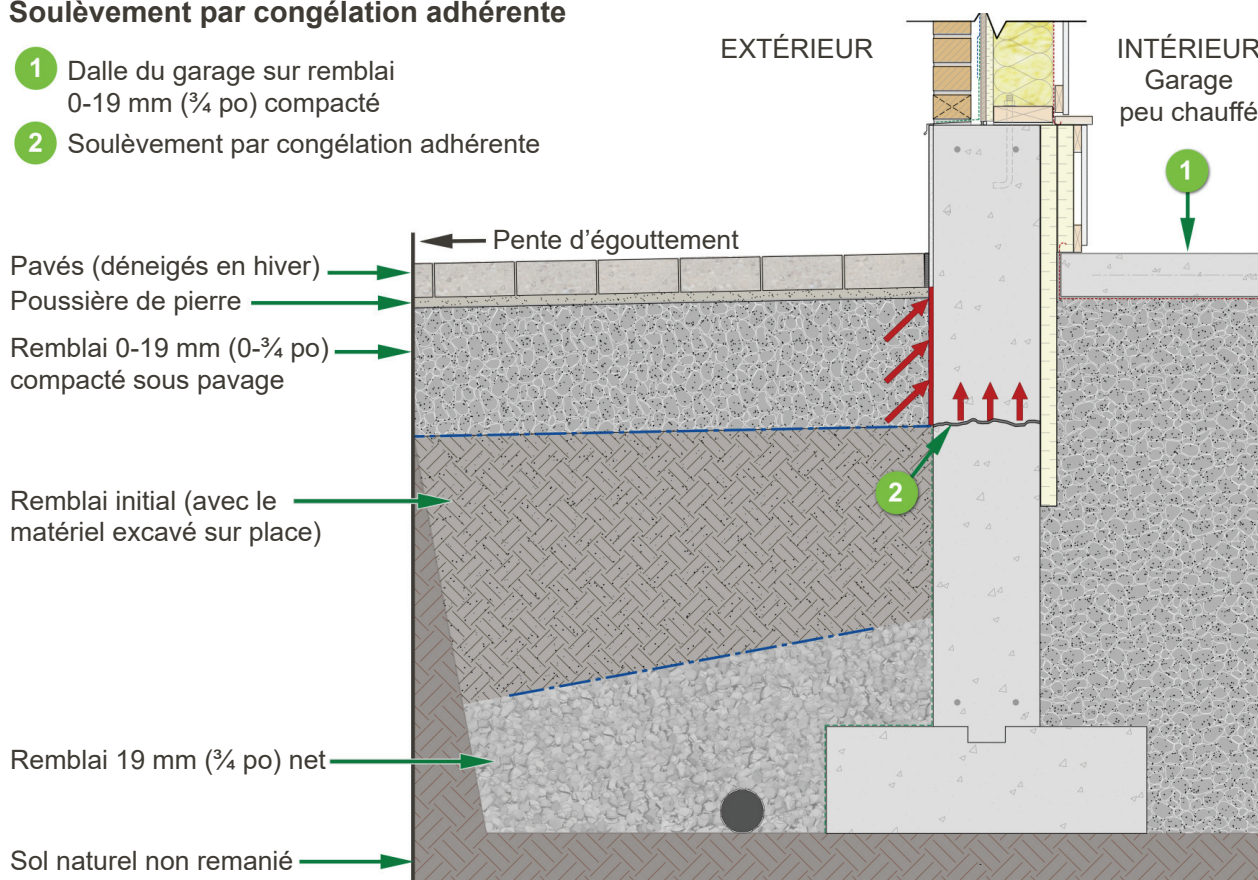 Soulèvement par congélation adhérente
1 Dalle du garage sur remblai
0-19 mm (¾ po) compacté
2 Soulèvement par congélation adhérente
EXTÉRIEUR
INTÉRIEUR
Garage
peu chauffé
1
Pente d'égouttement
Pavés (déneigés en hiver)
Poussière de pierre
Remblai 0-19 mm (0-¾ po)
compacté sous pavage
2
Remblai initial (avec le
matériel excavé sur place)
Remblai 19 mm (¾ po) net
Sol naturel non remanié